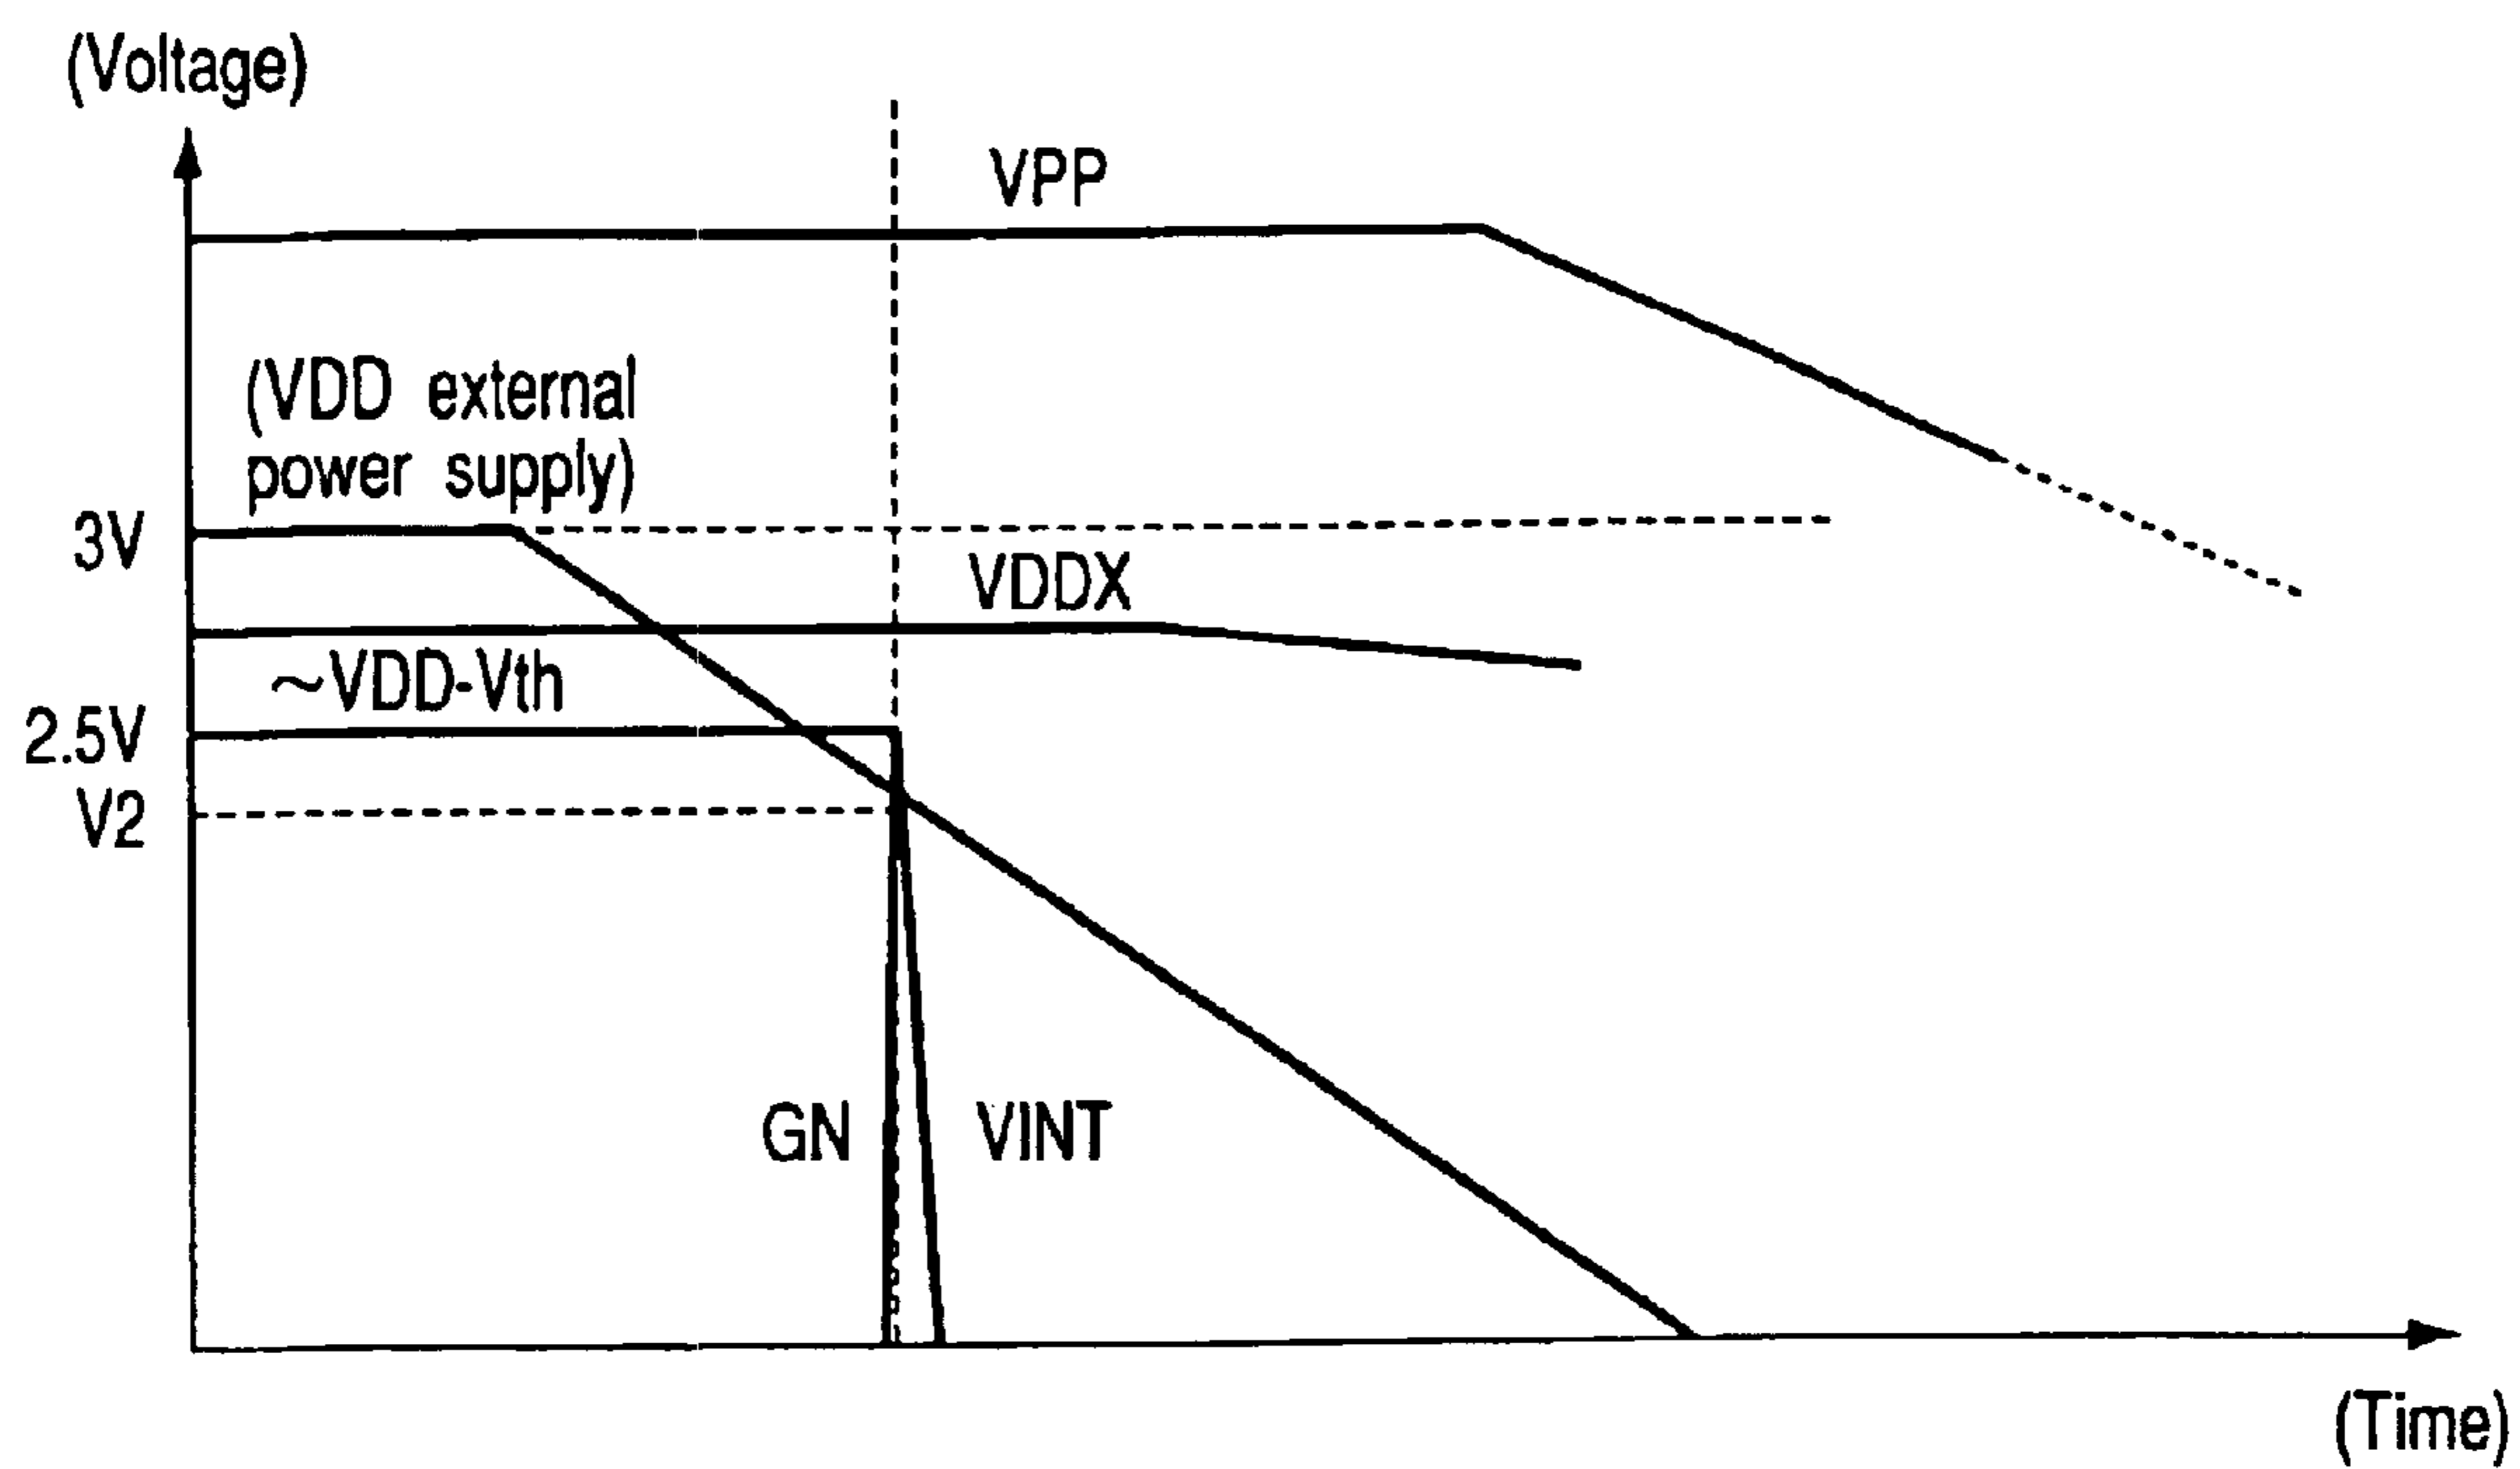 (Voltage)
VPP
(VDD external
power supply)
3V
VDDX
~VDD-Vth
2.5V
V2
GN
VINT
(Time)